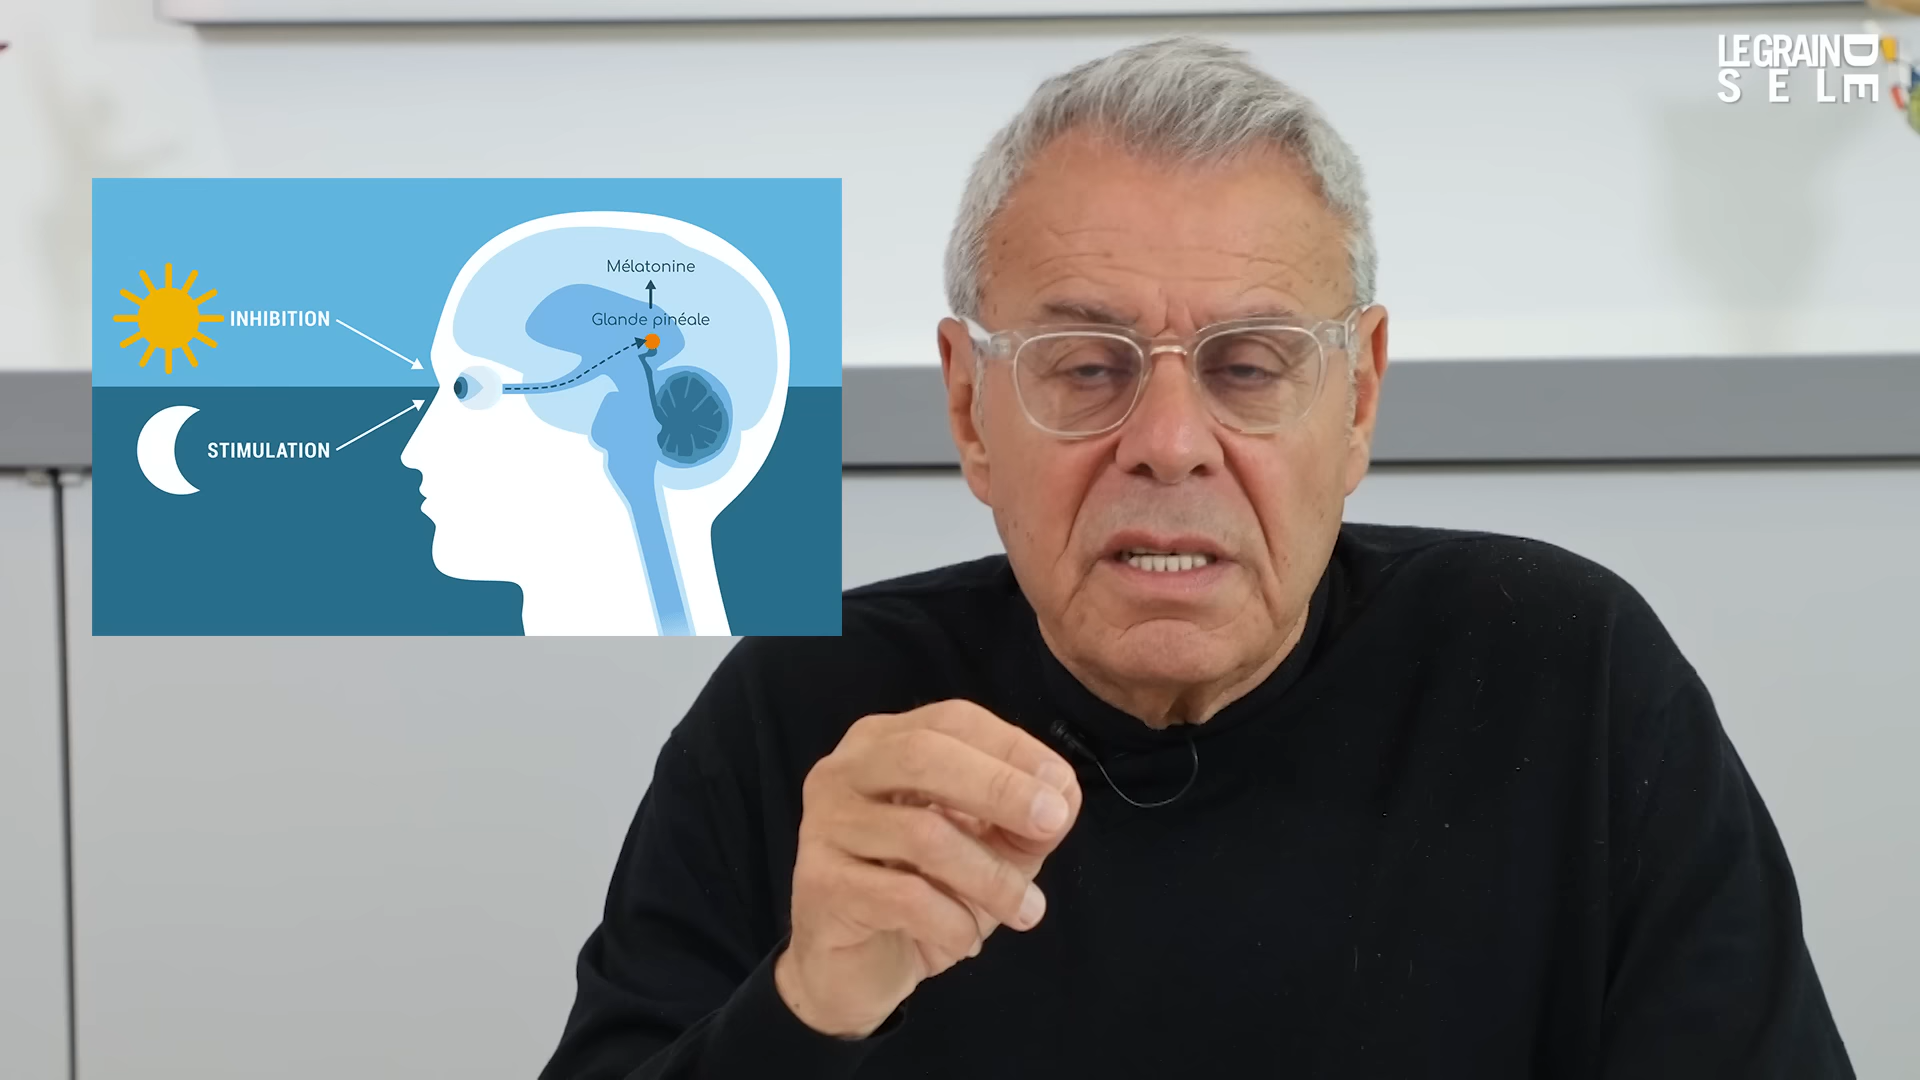 LE GRAIN DE
SEL
Mélatonine
Glande pinéale
INHIBITION
STIMULATION